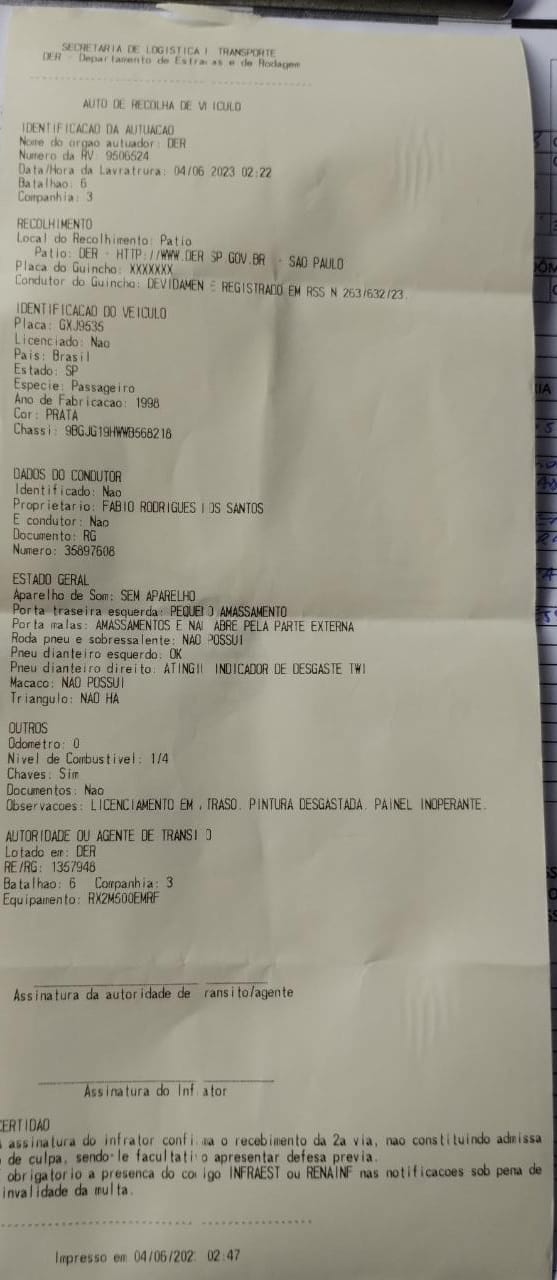 SECRETARIA DE LOGISTICA I TRANSPORTE
DER - Departamento de Estracas e de Rodagem
AUTO DE RECOLHA DE VEICULO
IDENTIFICACAO DA AUTUACAO
Nome do orgao autuador: DER
Numero da RV: 9506524
Data/Hora da Lavratrura: 04/06 2023 02:22
Batalhao: 6
Companhia: 3
RECOLHIMENTO
Local do Recolhimento: Patio
Patio: DER - HTTP://WWW.DER SP.GOV.BR - SAO PAULO
Placa do Guincho: XXXXXXX
Condutor do Guincho: DEVIDAMEN E REGISTRADO EM RSS N 263/632/23.
IDENTIFICACAO DO VEICULO
Placa: GXJ9535
Licenciado: Nao
Pais: Brasil
Estado: SP
Especie: Passageiro
Ano de Fabricacao: 1998
Cor: PRATA
Chassi: 9BGJG19HWWB568218
DADOS DO CONDUTOR
Identificado: Nao
Proprietario: FABIO RODRIGUES DOS SANTOS
E condutor: Nao
Documento: RG
Numero: 35897608
ESTADO GERAL
Aparelho de Som: SEM APARELHO
Porta traseira esquerda: PEQUENO AMASSAMENTO
Porta malas: AMASSAMENTOS E NAO ABRE PELA PARTE EXTERNA
Roda pneu e sobressalente: NAO POSSUI
Pneu dianteiro esquerdo: OK
Pneu dianteiro direito: ATINGIU INDICADOR DE DESGASTE TWI
Macaco: NAO POSSUI
Triangulo: NAO HA
OUTROS
Odometro: 0
Nivel de Combustivel: 1/4
Chaves: Sim
Documentos: Nao
Observacoes: LICENCIAMENTO EM ATRASO. PINTURA DESGASTADA. PAINEL INOPERANTE.
AUTORIDADE OU AGENTE DE TRANSITO
Lotado em: DER
RE/RG: 1357948
Batalhao: 6 Companhia: 3
Equipamento: RX2M500EMRF
Assinatura da autoridade de ransito/agente
Assinatura do Infrator
CERTIDAO
assinatura do infrator confirma o recebimento da 2a via, nao constituindo admissa
de culpa, sendo-le facultativo apresentar defesa previa.
obrigatorio a presenca do codigo INFRAEST ou RENAINF nas notificacoes sob pena de
invalidade da multa.
Impresso em 04/06/202 02:47